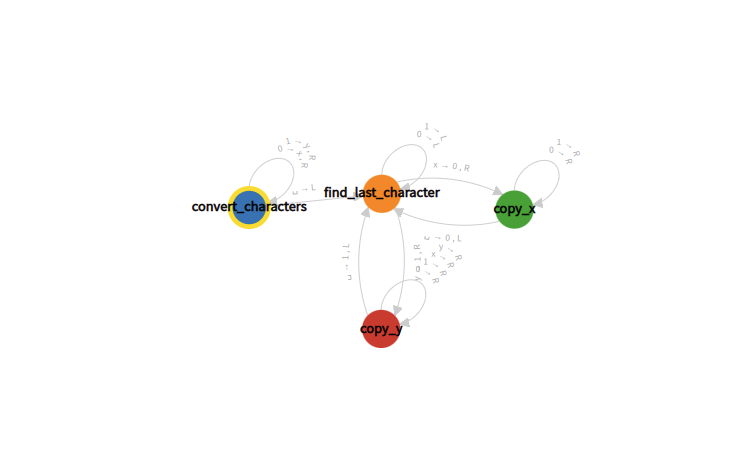 0 → x,R
1 → y,R
␣ → L
convert_characters
0 → L
1 → L
find_last_character
x → 0,R
0 → R
1 → R
copy_x
␣ → 0,L
y → 1,R
␣ → 1,L
0 → R
1 → R
x → R
y → R
copy_y